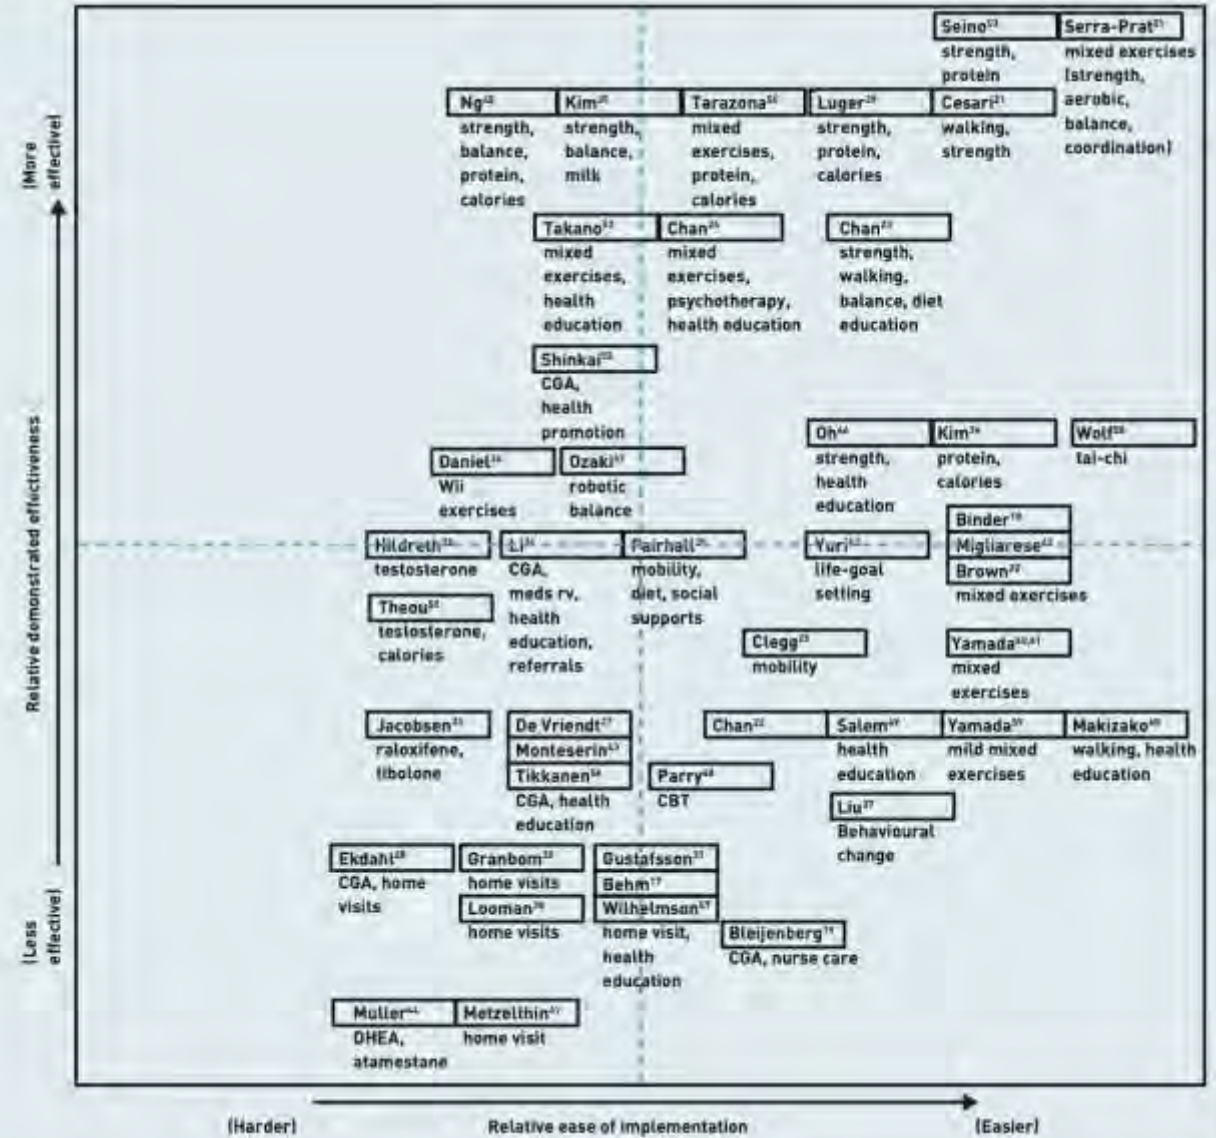 (More
effective)
Relative demonstrated effectiveness
(Less
effective)
Seino
strength,
protein
Serra-Prat
mixed exercises
(strength,
aerobic,
balance,
coordination)
Ng
strength,
balance,
protein,
calories
Kim
strength,
balance,
milk
Tarazona
mixed
exercises,
protein,
calories
Luger
strength,
protein,
calories
Cesari
walking,
strength
Takano
mixed
exercises,
health
education
Chan
mixed
exercises,
psychotherapy,
health education
Chan
strength,
walking,
balance, diet
education
Shinkai
CGA,
health
promotion
Daniel
Wii
exercises
Ozaki
robotic
balance
Oh
strength,
health
education
Kim
protein,
calories
Wolf
tai-chi
Hildreth
testosterone
Li
CGA,
meds rv,
health
education,
referrals
Fairhall
mobility,
diet, social
supports
Yuri
life-goal
setting
Binder
Migliarese
Brown
mixed exercises
Theou
testosterone,
calories
Clegg
mobility
Yamada
mixed
exercises
Jacobsen
raloxifene,
tibolone
De Vriendt
Monteserin
Tikkanen
CGA, health
education
Parry
CBT
Chan
Salem
health
education
Yamada
mild mixed
exercises
Makizako
walking, health
education
Liu
Behavioural
change
Ekdahl
CGA, home
visits
Granbom
home visits
Looman
home visits
Gustafsson
Behm
Wilhelmson
home visit,
health
education
Bleijenberg
CGA, nurse care
Muller
DHEA,
atamestane
Metzelthin
home visit
(Harder)
Relative ease of implementation
(Easier)